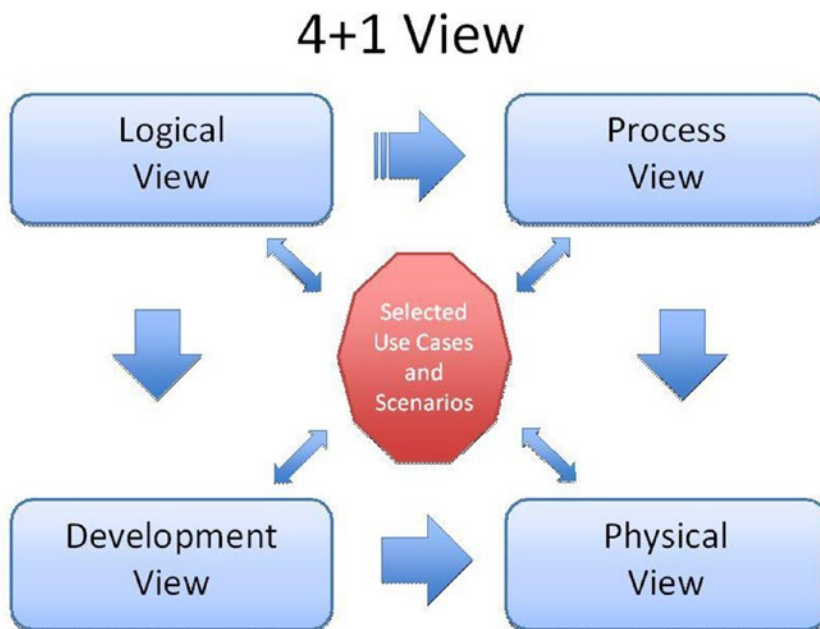 4+1 View
Logical
View
Process
View
Selected
Use Cases
and
Scenarios
Development
View
Physical
View